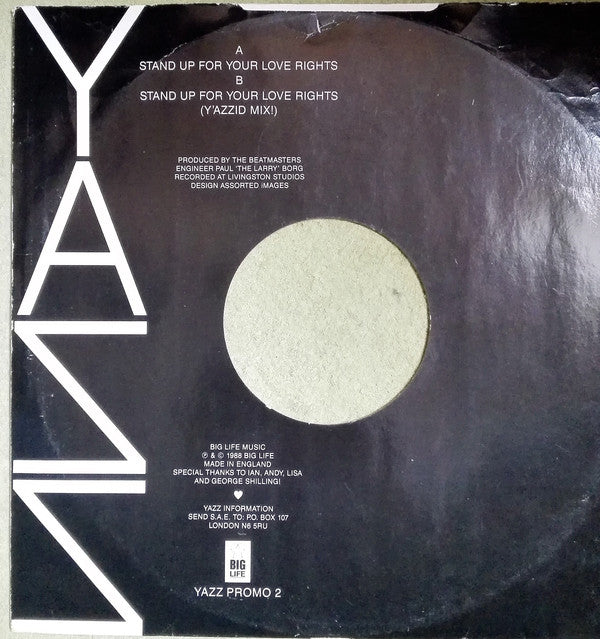 YAZZ
A
STAND UP FOR YOUR LOVE RIGHTS
B
STAND UP FOR YOUR LOVE RIGHTS
(Y'AZZID MIX!)
PRODUCED BY THE BEATMASTERS
ENGINEER PAUL 'THE LARRY' BORG
RECORDED AT LIVINGSTON STUDIOS
DESIGN ASSORTED iMAGES
BIG LIFE MUSIC
℗ & © 1988 BIG LIFE
MADE IN ENGLAND
SPECIAL THANKS TO IAN, ANDY, LISA
AND GEORGE SHILLING!
YAZZ INFORMATION
SEND S.A.E. TO: P.O. BOX 107
LONDON N6 5RU
BIG
LIFE
YAZZ PROMO 2